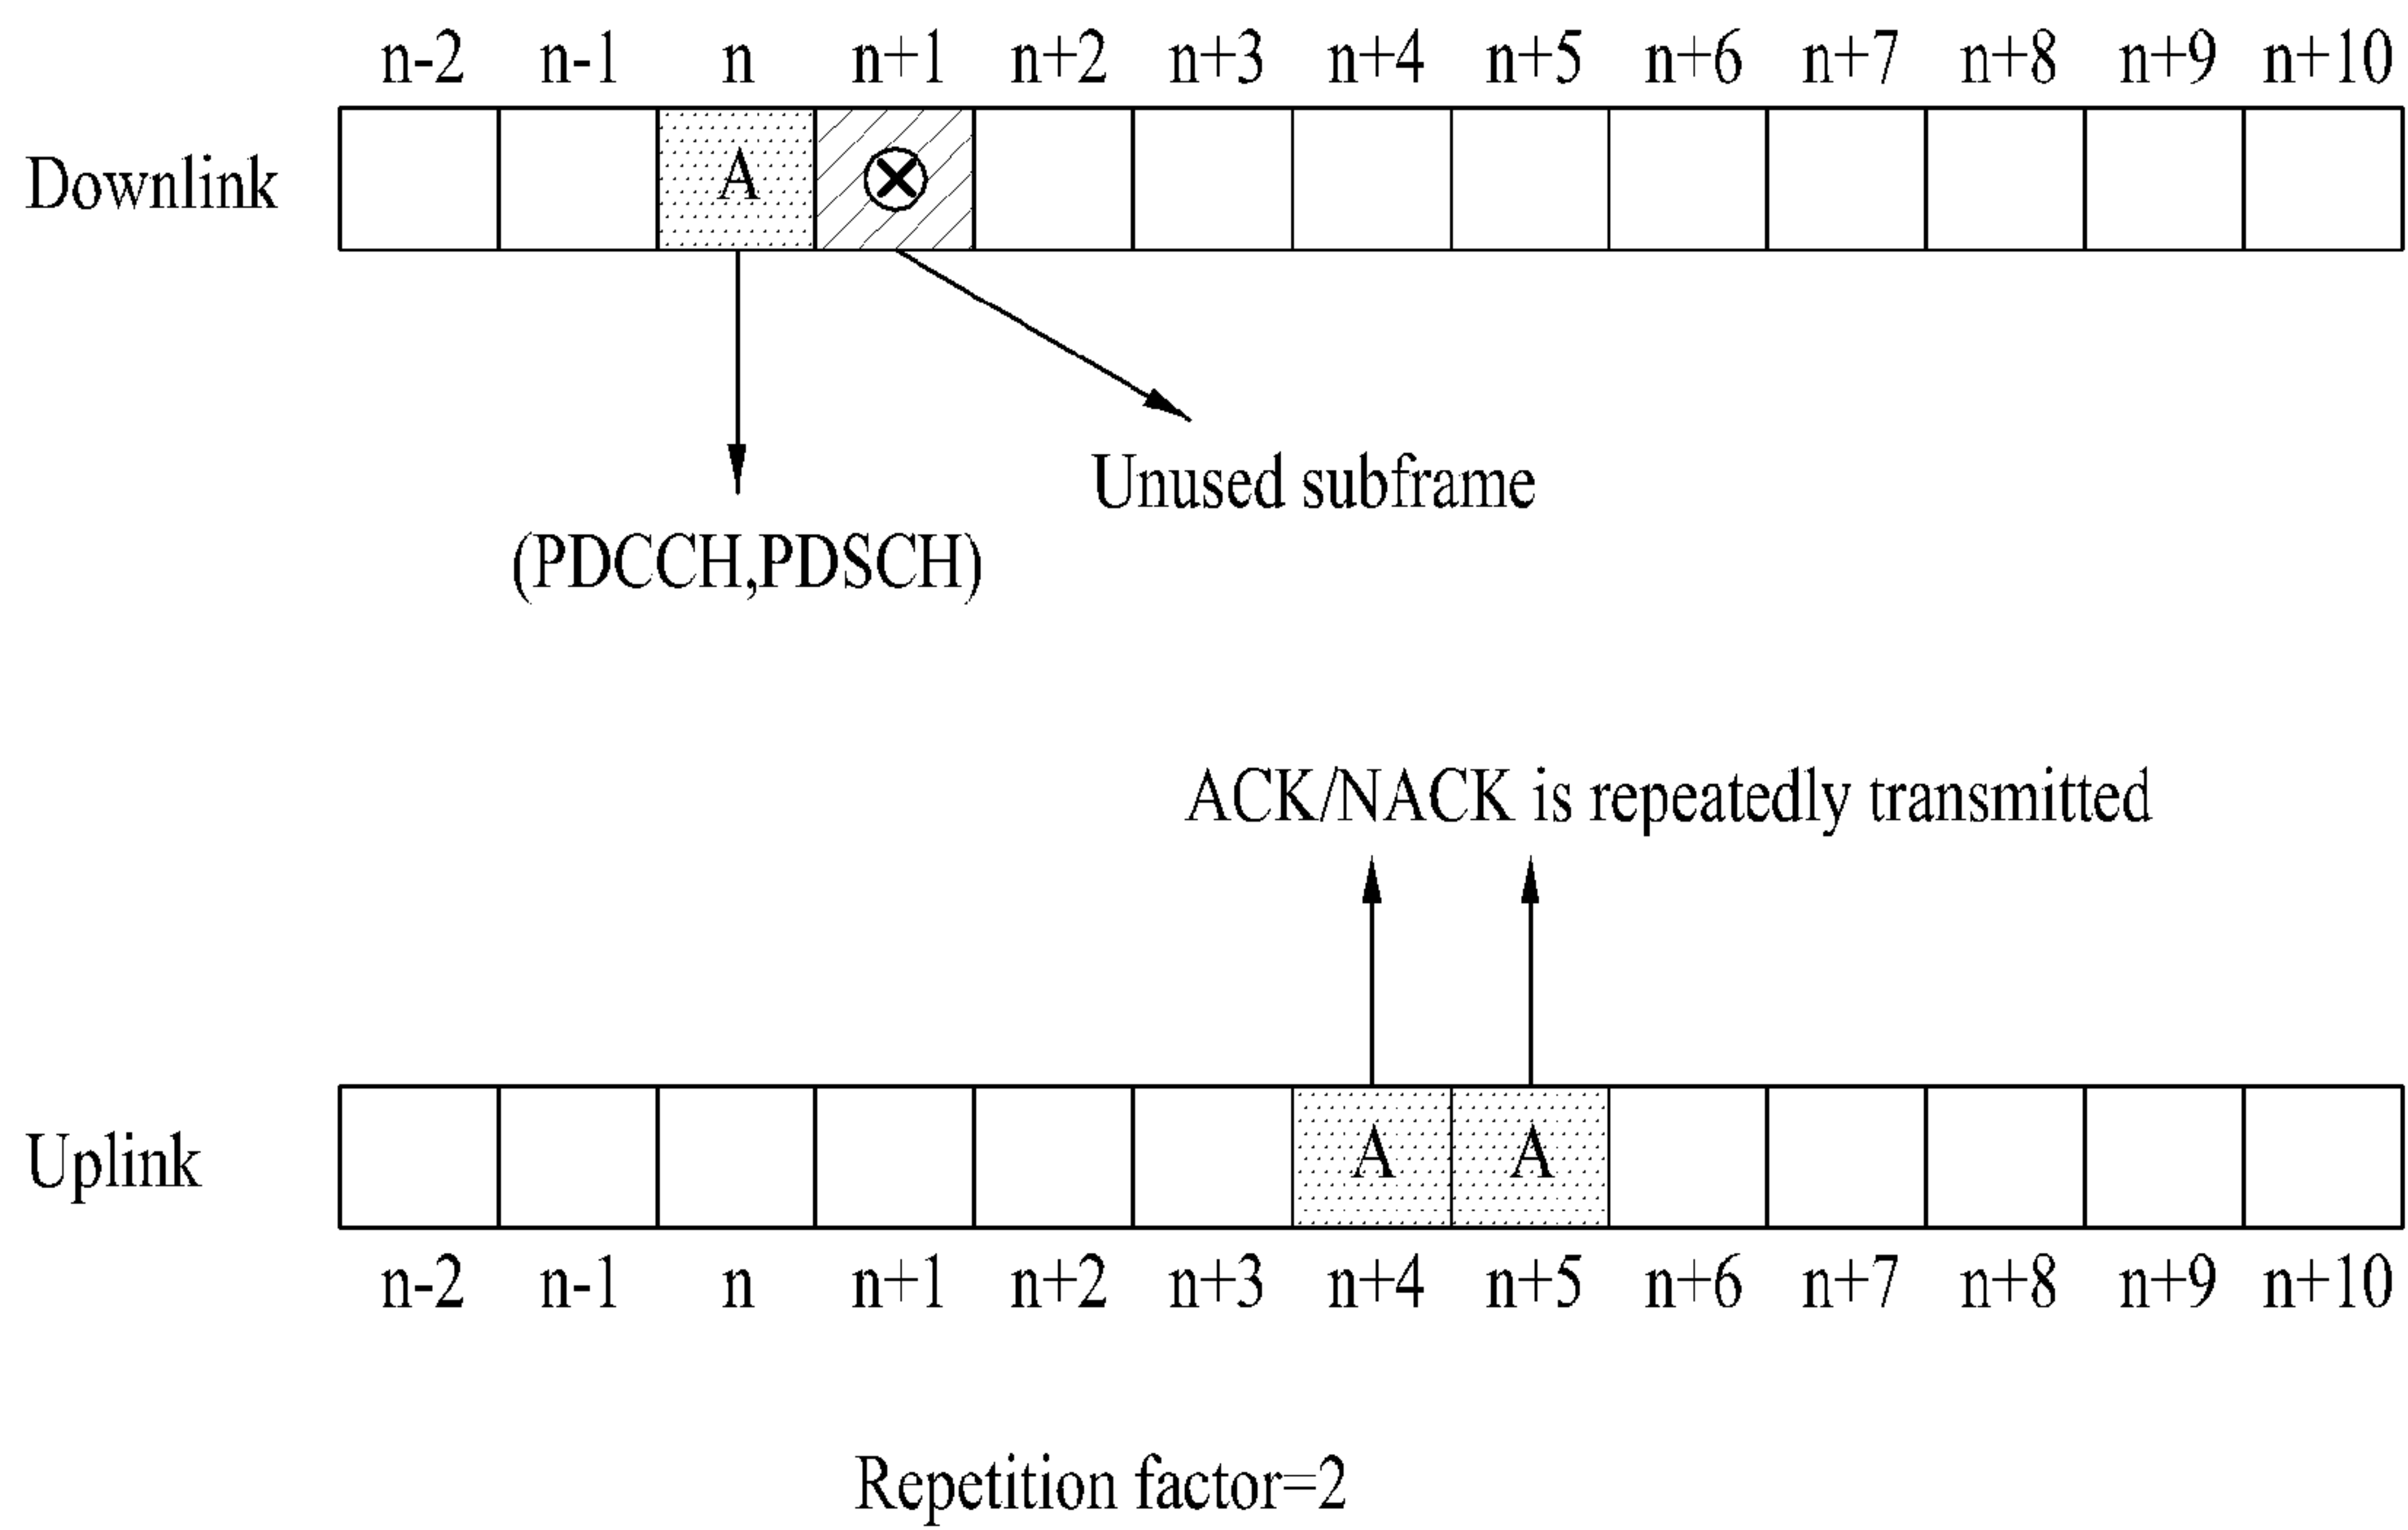 n-2 n-1 n n+1 n+2 n+3 n+4 n+5 n+6 n+7 n+8 n+9 n+10
Downlink A
Unused subframe
(PDCCH,PDSCH)
ACK/NACK is repeatedly transmitted
Uplink A A
n-2 n-1 n n+1 n+2 n+3 n+4 n+5 n+6 n+7 n+8 n+9 n+10
Repetition factor=2